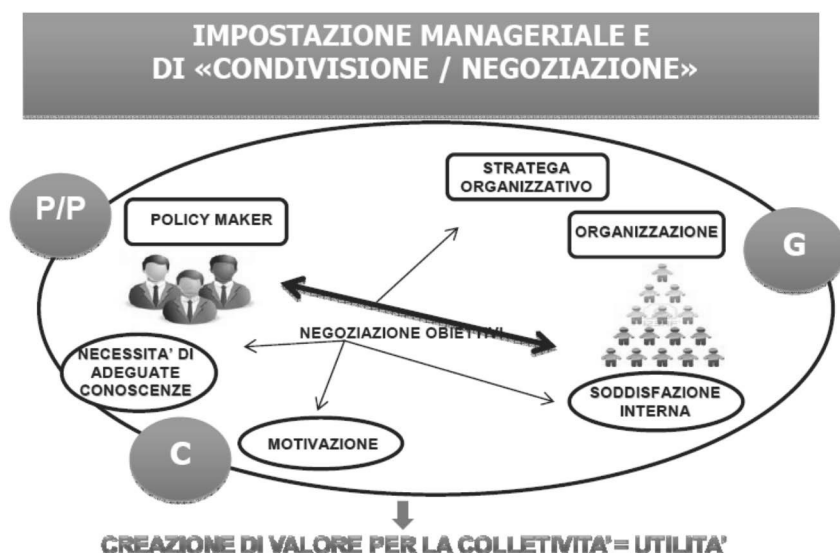 IMPOSTAZIONE MANAGERIALE E
DI «CONDIVISIONE / NEGOZIAZIONE»
STRATEGA
ORGANIZZATIVO
P/P
POLICY MAKER
ORGANIZZAZIONE
G
NEGOZIAZIONE OBIETTIVI
NECESSITA' DI
ADEGUATE
CONOSCENZE
SODDISFAZIONE
INTERNA
C
MOTIVAZIONE
CREAZIONE DI VALORE PER LA COLLETIVITA' = UTILITA'